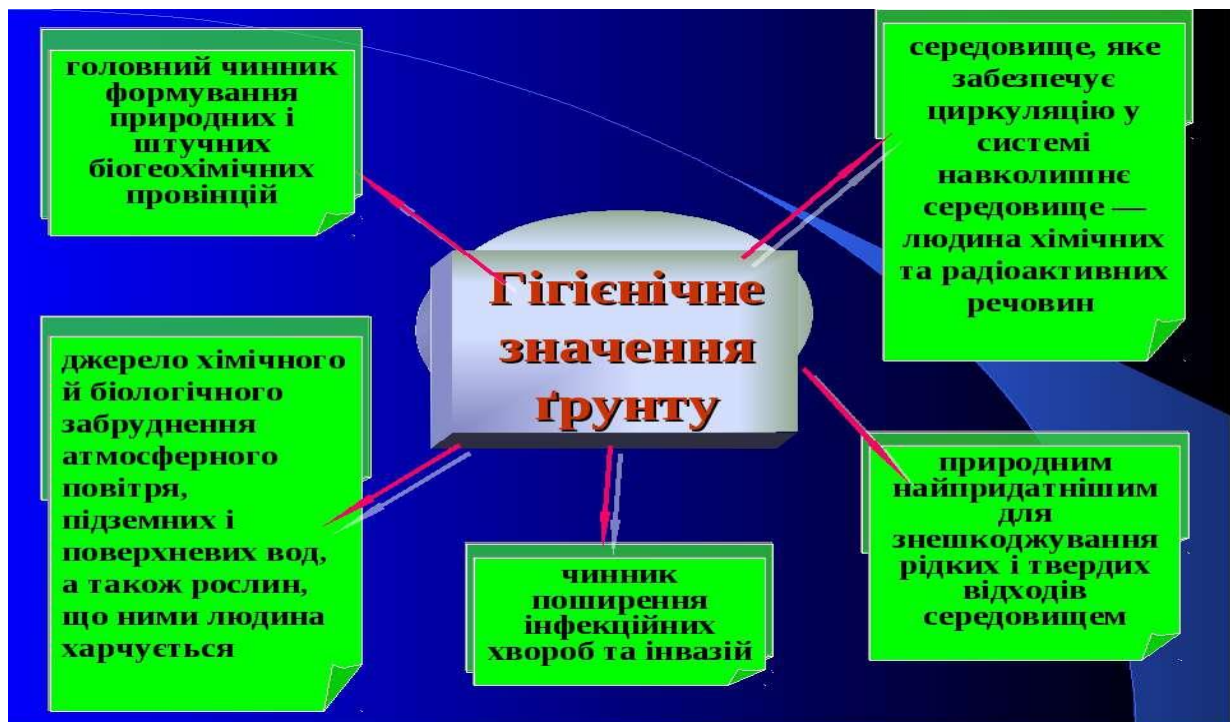 головний чинник
формування
природних і
штучних
біогеохімічних
провінцій
середовище, яке
забезпечує
циркуляцію у
системі
навколишнє
середовище —
людина хімічних
та радіоактивних
речовин
Гігієнічне
значення
ґрунту
джерело хімічного
й біологічного
забруднення
атмосферного
повітря,
підземних і
поверхневих вод,
а також рослин,
що ними людина
харчується
чинник
поширення
інфекційних
хвороб та інвазій
природним
найпридатнішим
для
знешкоджування
рідких і твердих
відходів
середовищем